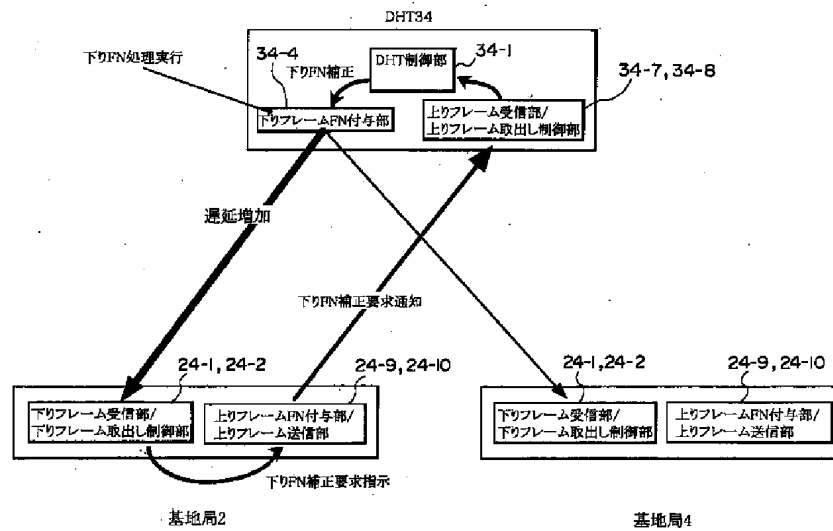 DHT34
34-4
下りFN処理実行
下りFN補正
DHT制御部
34-1
34-7, 34-8
下りフレームFN付与部
上りフレーム受信部/
上りフレーム取出し制御部
遅延増加
下りFN補正要求通知
24-1, 24-2
24-9, 24-10
下りフレーム受信部/
下りフレーム取出し制御部
上りフレームFN付与部/
上りフレーム送信部
下りFN補正要求指示
基地局2
24-1, 24-2
24-9, 24-10
下りフレーム受信部/
下りフレーム取出し制御部
上りフレームFN付与部/
上りフレーム送信部
基地局4